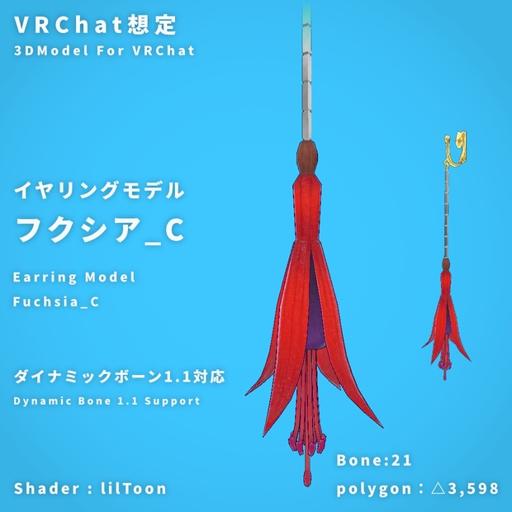 VRChat想定
3DModel For VRChat
イヤリングモデル
フクシア_C
Earring Model
Fuchsia_C
ダイナミックボーン1.1対応
Dynamic Bone 1.1 Support
Bone:21
Shader : lilToon
polygon : △3,598